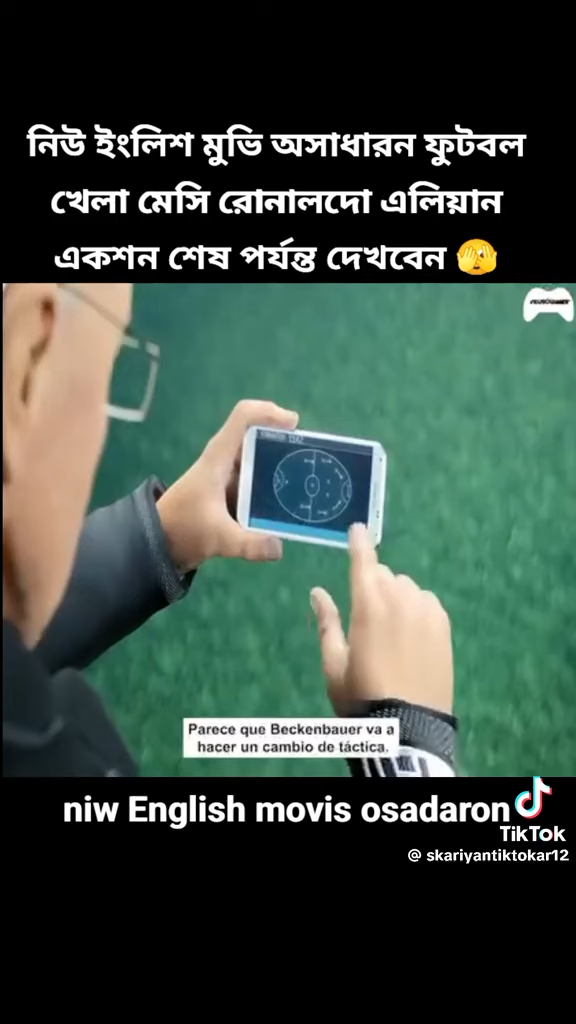 নিউ ইংলিশ মুভি অসাধারন ফুটবল
খেলা মেসি রোনালদো এলিয়ান
একশন শেষ পর্যন্ত দেখবেন 🫣
Parece que Beckenbauer va a
hacer un cambio de táctica.
niw English movis osadaron
TikTok
@ skariyantiktokar12